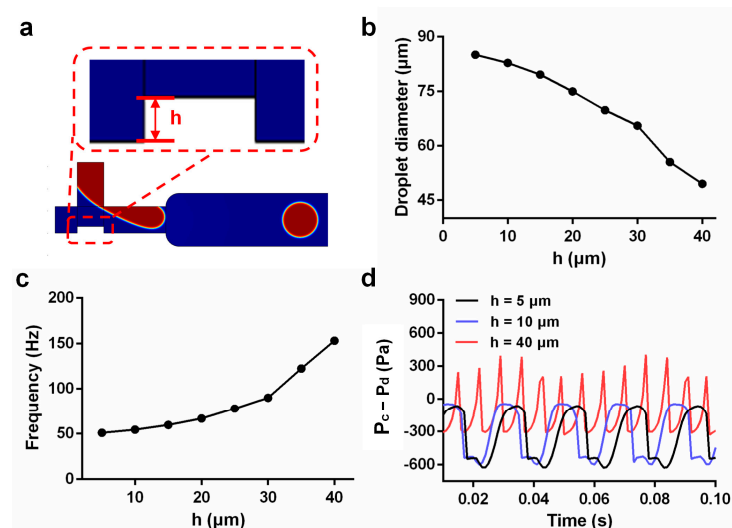 a
h
b
Droplet diameter (µm)
90
75
60
45
0
10
20
30
40
h (µm)
c
Frequency (Hz)
200
150
100
50
0
10
20
30
40
h (µm)
d
h = 5 µm
h = 10 µm
h = 40 µm
Pc – Pd (Pa)
900
600
300
0
-300
-600
0.02
0.04
0.06
0.08
0.10
Time (s)